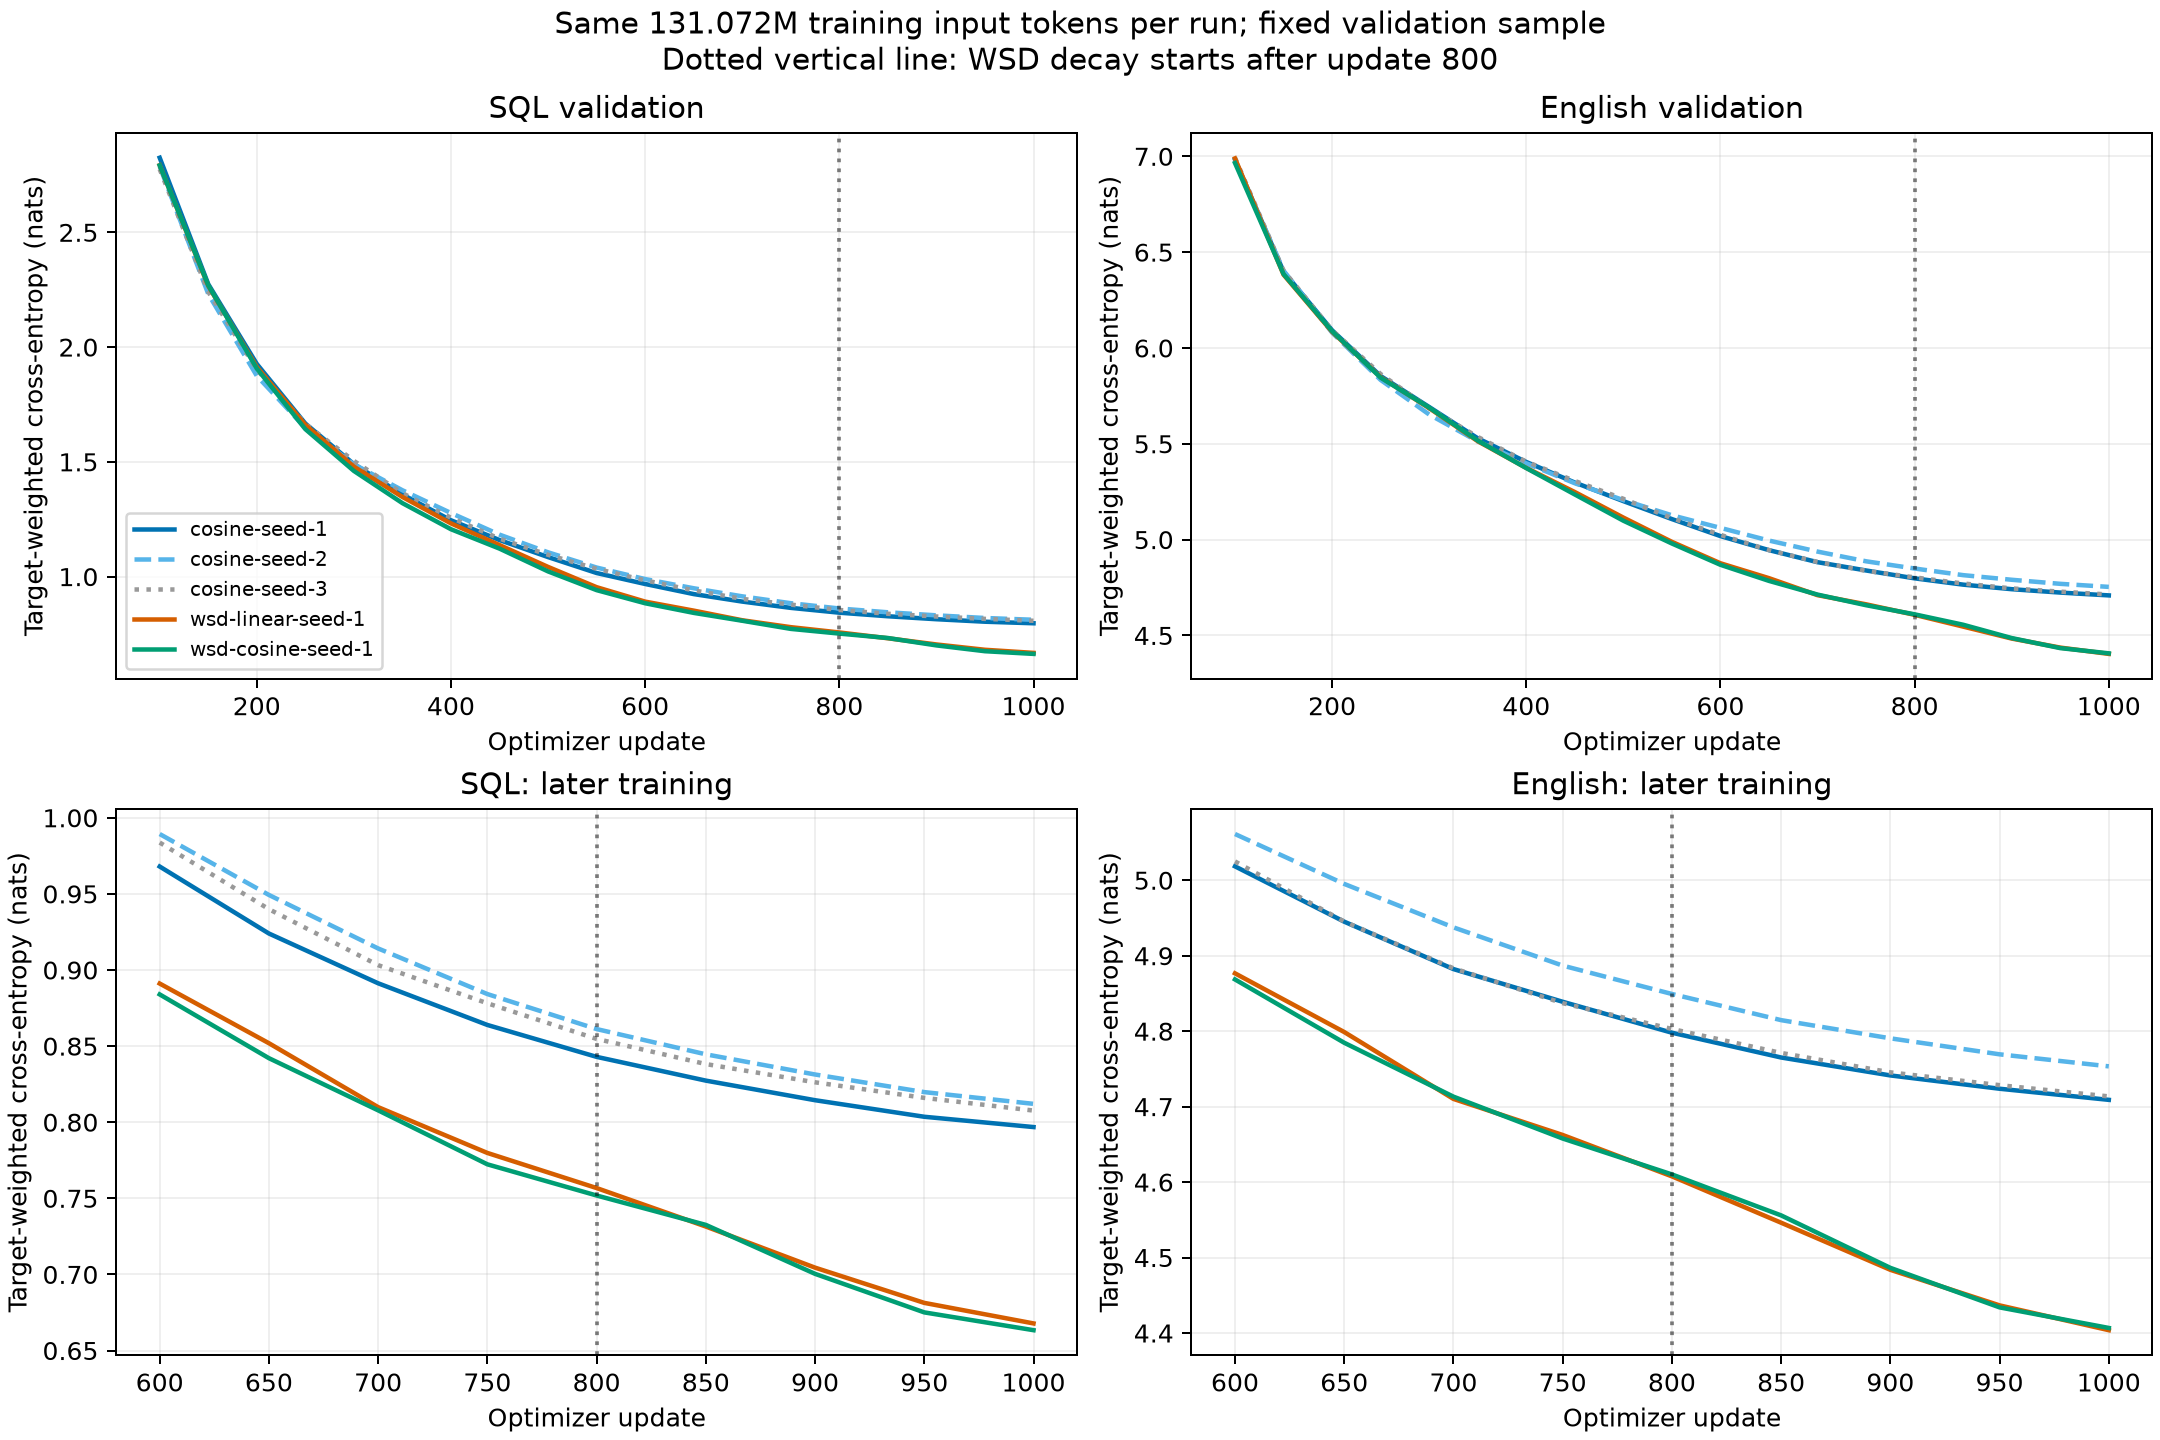 Same 131.072M training input tokens per run; fixed validation sample
Dotted vertical line: WSD decay starts after update 800
SQL validation
Target-weighted cross-entropy (nats)
2.5
2.0
1.5
1.0
cosine-seed-1
cosine-seed-2
cosine-seed-3
wsd-linear-seed-1
wsd-cosine-seed-1
200 400 600 800 1000
Optimizer update
English validation
Target-weighted cross-entropy (nats)
7.0
6.5
6.0
5.5
5.0
4.5
200 400 600 800 1000
Optimizer update
SQL: later training
Target-weighted cross-entropy (nats)
1.00
0.95
0.90
0.85
0.80
0.75
0.70
0.65
600 650 700 750 800 850 900 950 1000
Optimizer update
English: later training
Target-weighted cross-entropy (nats)
5.0
4.9
4.8
4.7
4.6
4.5
4.4
600 650 700 750 800 850 900 950 1000
Optimizer update